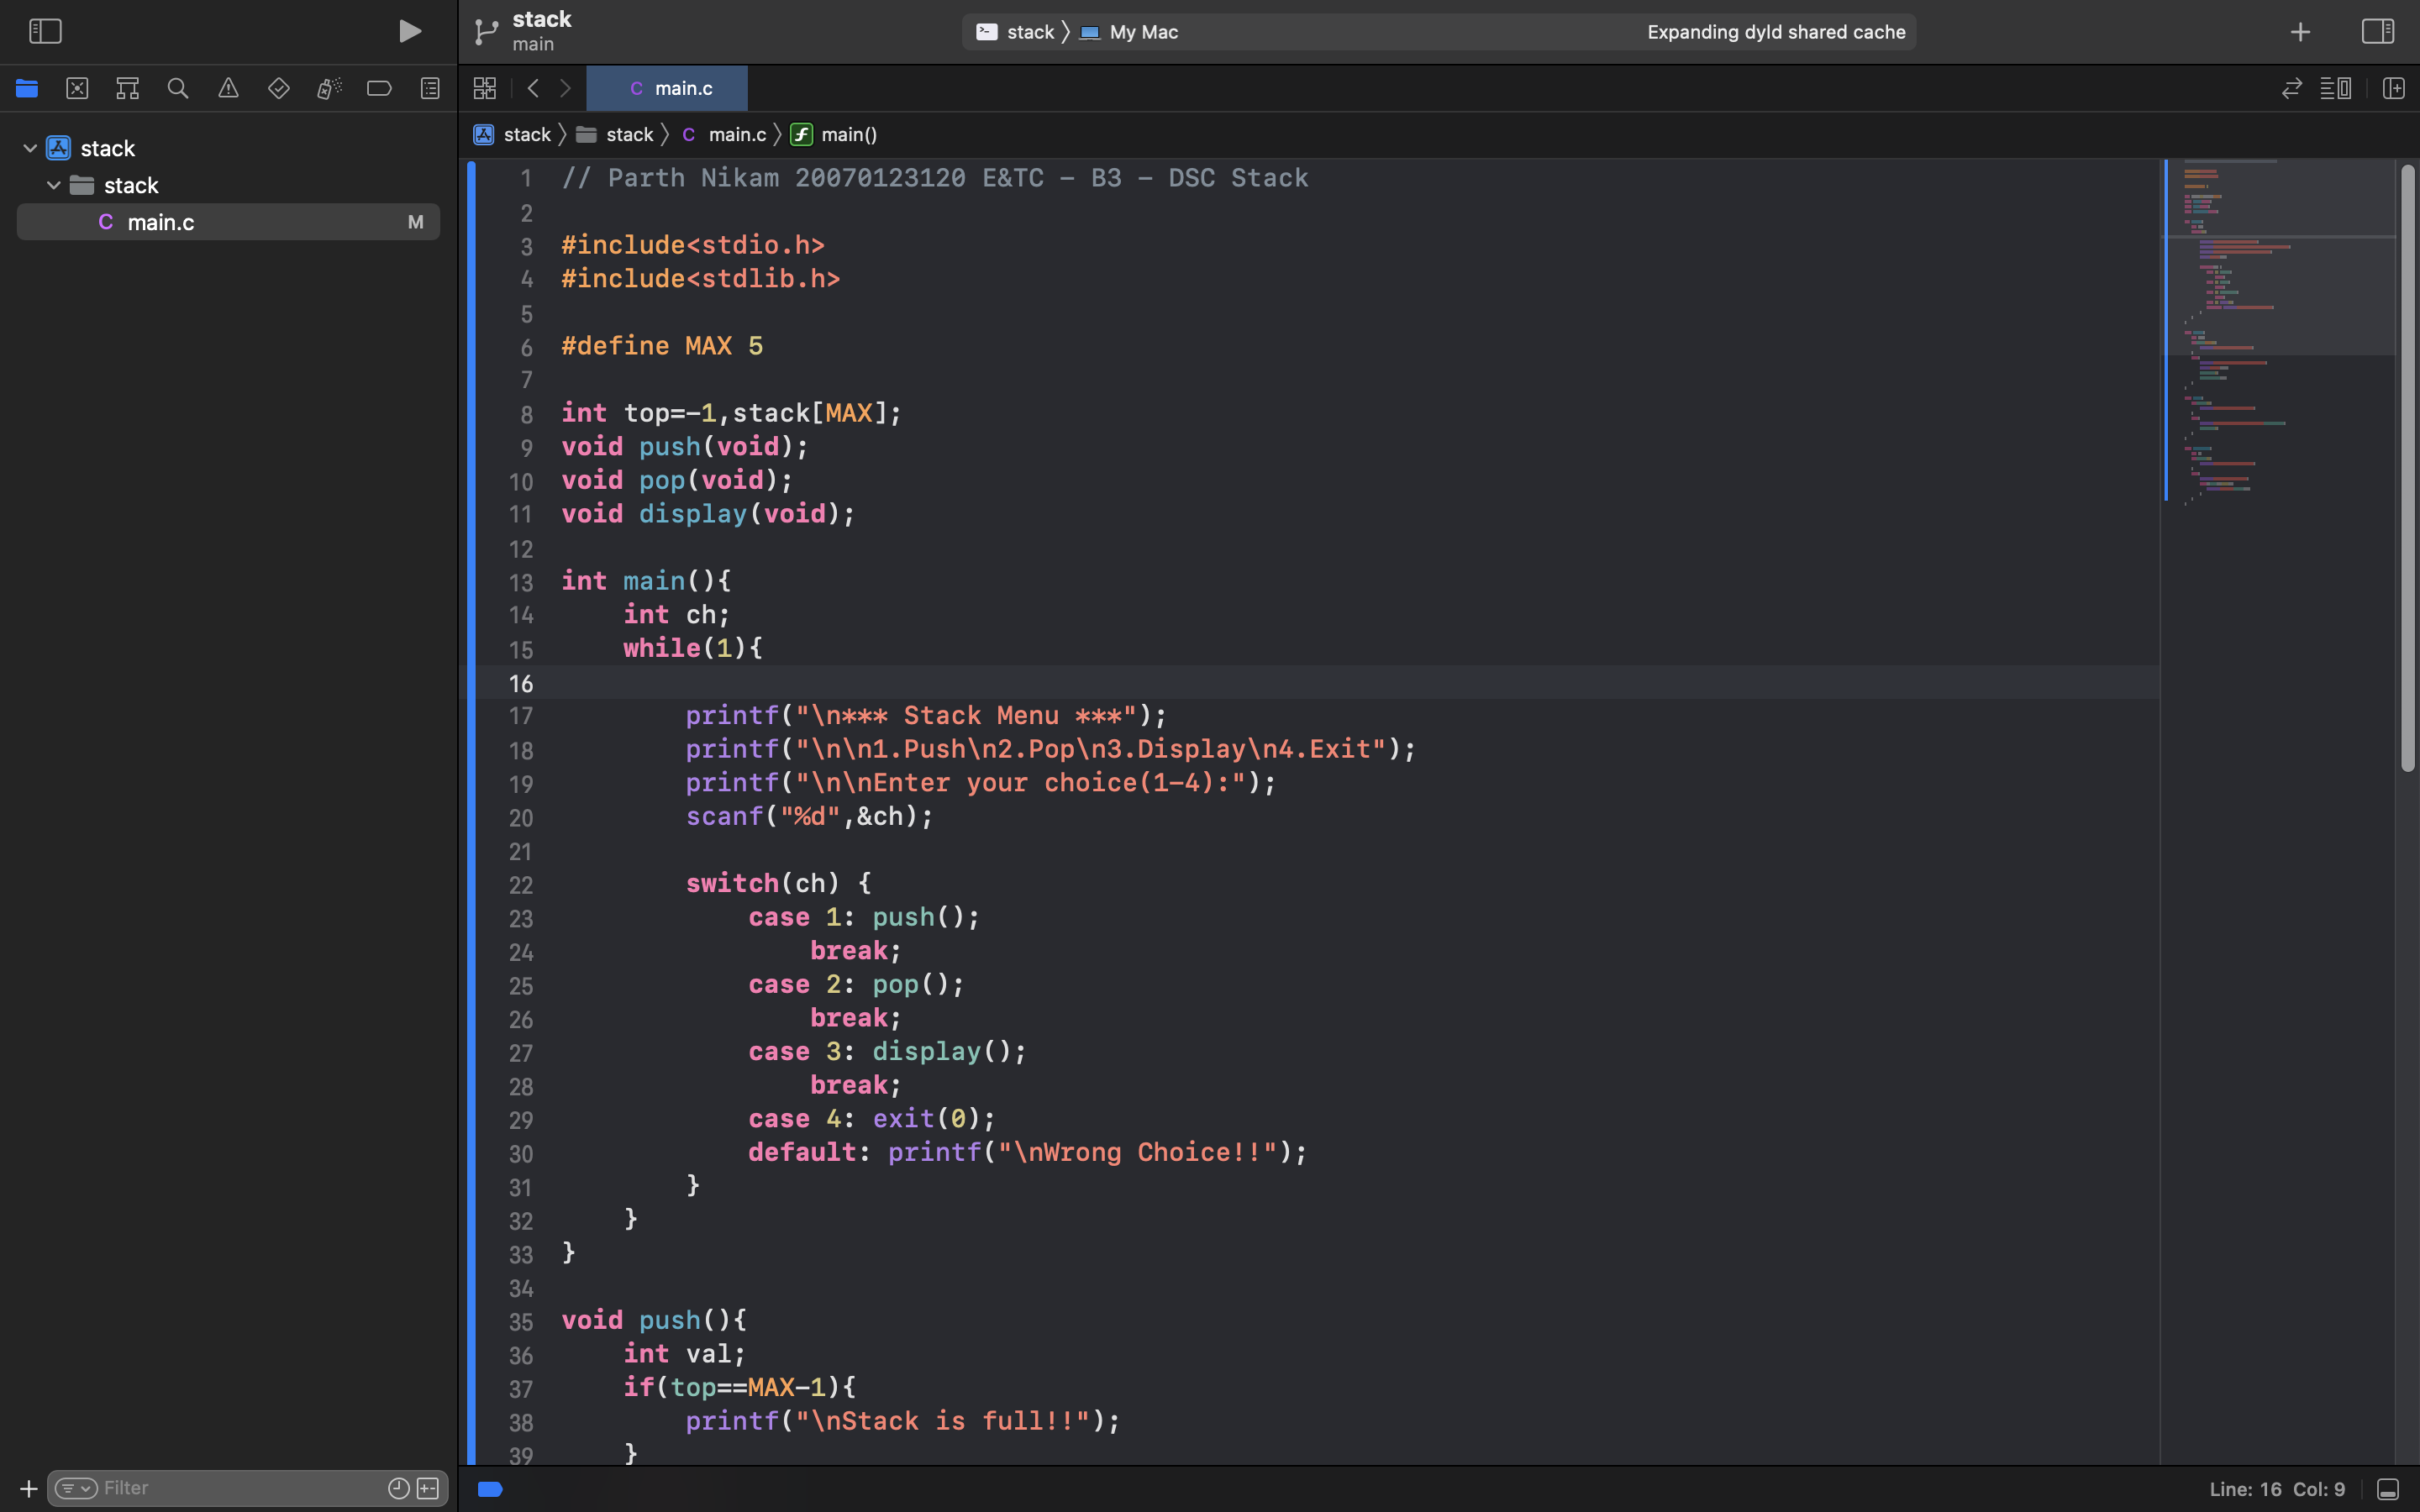 stack
main
stack
My Mac
Expanding dyld shared cache
C main.c
stack
stack
C main.c
main()
stack
stack
C main.c M
1 // Parth Nikam 20070123120 E&TC - B3 - DSC Stack
2
3 #include<stdio.h>
4 #include<stdlib.h>
5
6 #define MAX 5
7
8 int top=-1,stack[MAX];
9 void push(void);
10 void pop(void);
11 void display(void);
12
13 int main(){
14 int ch;
15 while(1){
16
17 printf("\n*** Stack Menu ***");
18 printf("\n\n1.Push\n2.Pop\n3.Display\n4.Exit");
19 printf("\n\nEnter your choice(1-4):");
20 scanf("%d",&ch);
21
22 switch(ch) {
23 case 1: push();
24 break;
25 case 2: pop();
26 break;
27 case 3: display();
28 break;
29 case 4: exit(0);
30 default: printf("\nWrong Choice!!");
31 }
32 }
33 }
34
35 void push(){
36 int val;
37 if(top==MAX-1){
38 printf("\nStack is full!!");
39 }
Filter
Line: 16 Col: 9